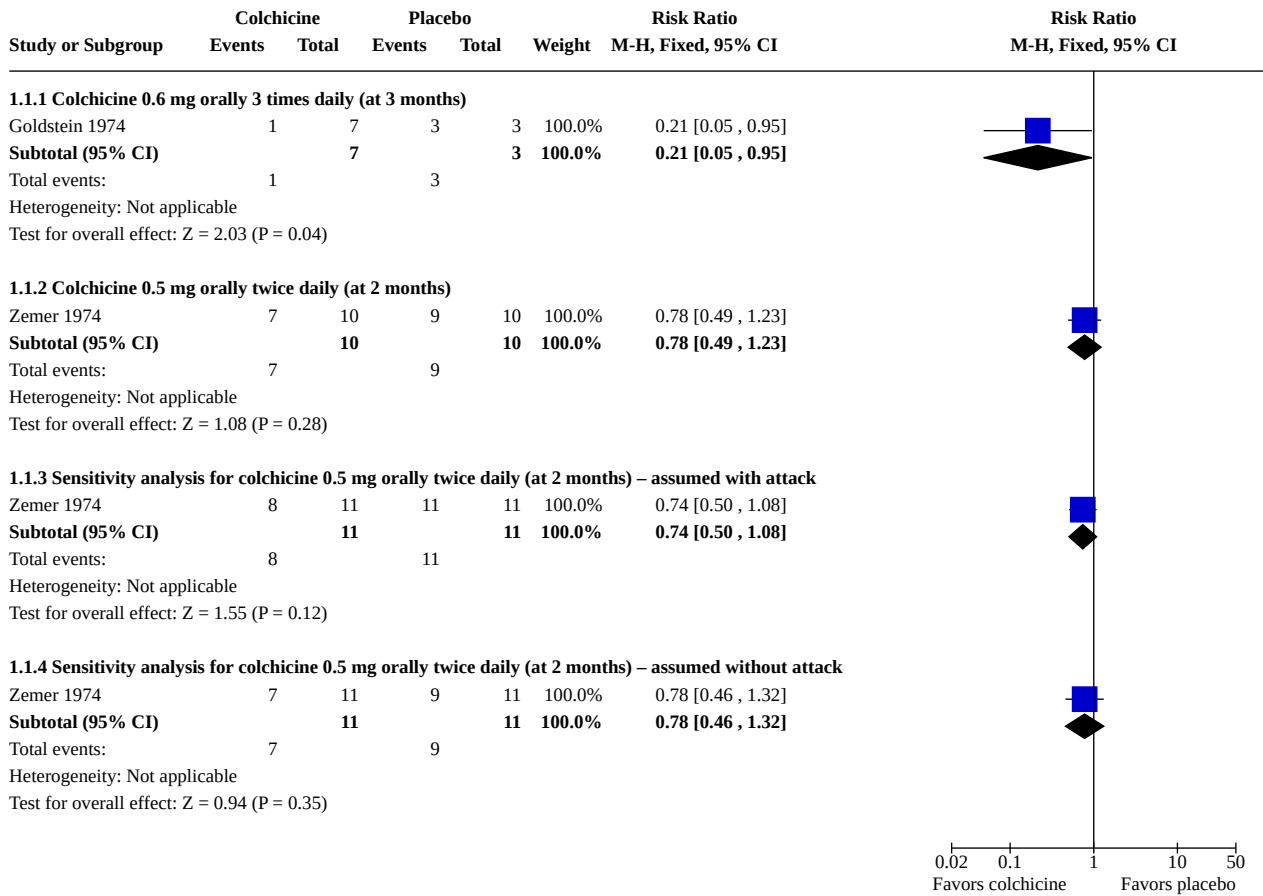 Colchicine Placebo Risk Ratio Risk Ratio
Study or Subgroup Events Total Events Total Weight M-H, Fixed, 95% CI M-H, Fixed, 95% CI
1.1.1 Colchicine 0.6 mg orally 3 times daily (at 3 months)
Goldstein 1974 1 7 3 3 100.0% 0.21 [0.05 , 0.95]
Subtotal (95% CI) 7 3 100.0% 0.21 [0.05 , 0.95]
Total events: 1 3
Heterogeneity: Not applicable
Test for overall effect: Z = 2.03 (P = 0.04)
1.1.2 Colchicine 0.5 mg orally twice daily (at 2 months)
Zemer 1974 7 10 9 10 100.0% 0.78 [0.49 , 1.23]
Subtotal (95% CI) 10 10 100.0% 0.78 [0.49 , 1.23]
Total events: 7 9
Heterogeneity: Not applicable
Test for overall effect: Z = 1.08 (P = 0.28)
1.1.3 Sensitivity analysis for colchicine 0.5 mg orally twice daily (at 2 months) – assumed with attack
Zemer 1974 8 11 11 11 100.0% 0.74 [0.50 , 1.08]
Subtotal (95% CI) 11 11 100.0% 0.74 [0.50 , 1.08]
Total events: 8 11
Heterogeneity: Not applicable
Test for overall effect: Z = 1.55 (P = 0.12)
1.1.4 Sensitivity analysis for colchicine 0.5 mg orally twice daily (at 2 months) – assumed without attack
Zemer 1974 7 11 9 11 100.0% 0.78 [0.46 , 1.32]
Subtotal (95% CI) 11 11 100.0% 0.78 [0.46 , 1.32]
Total events: 7 9
Heterogeneity: Not applicable
Test for overall effect: Z = 0.94 (P = 0.35)
0.02 0.1 1 10 50
Favors colchicine Favors placebo